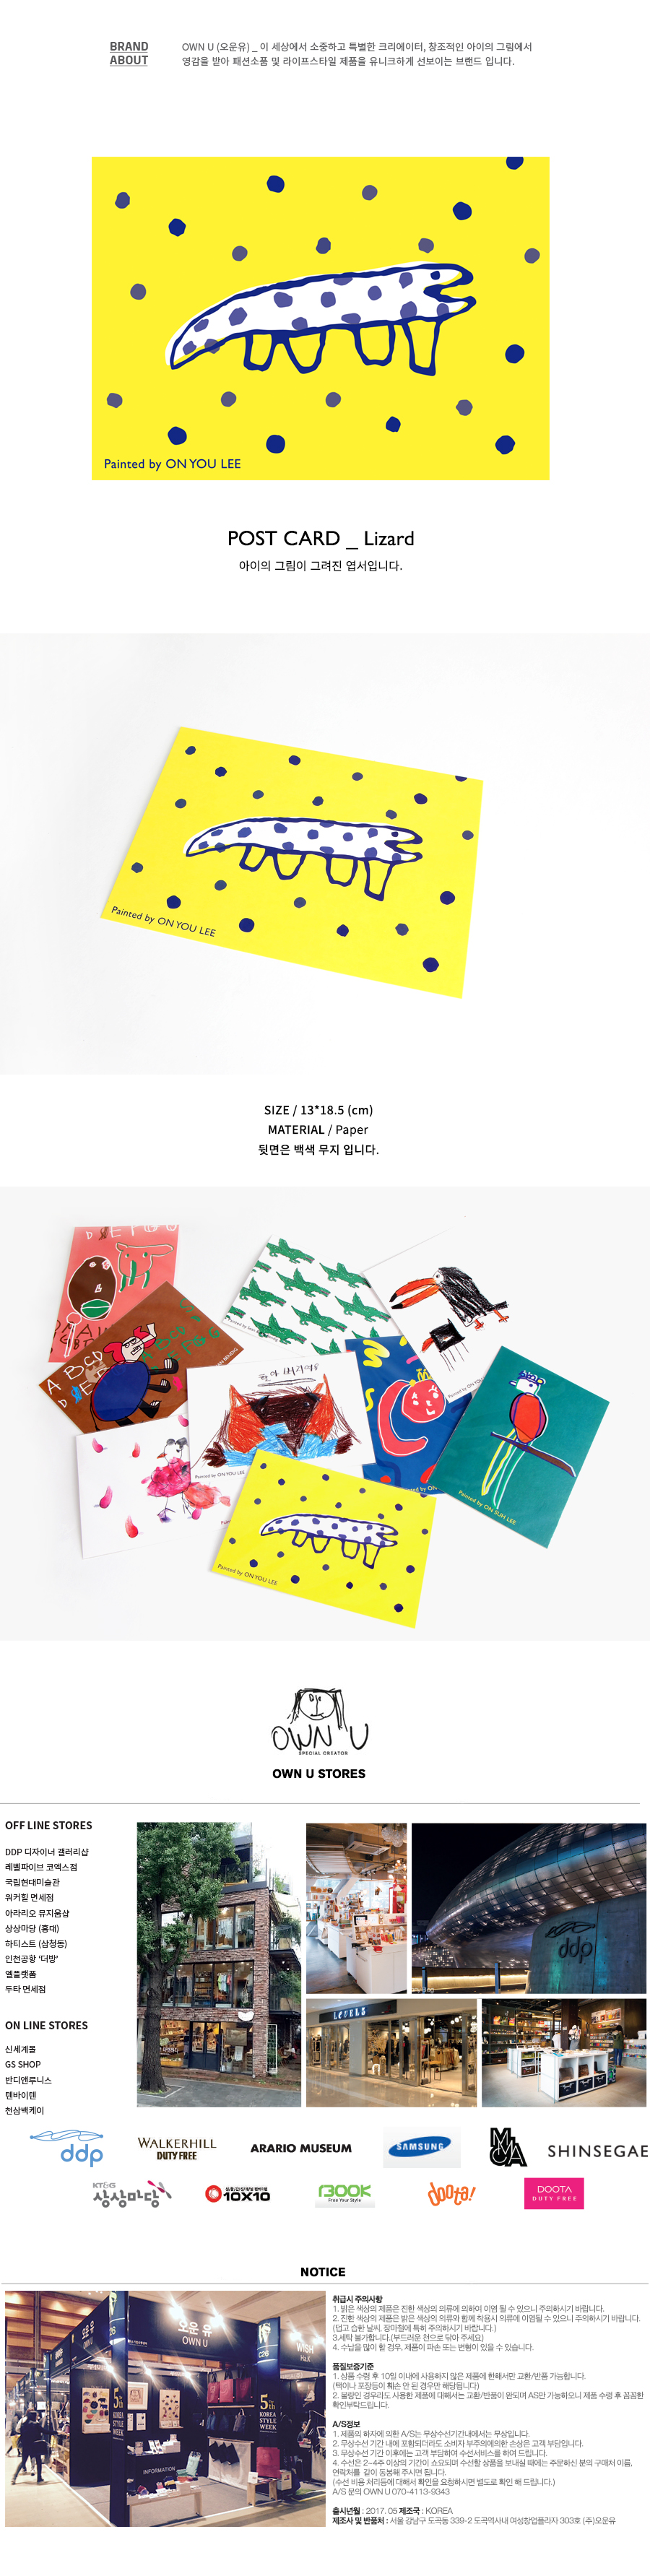 BRAND
ABOUT
OWN U (오운유) _ 이 세상에서 소중하고 특별한 크리에이터, 창조적인 아이의 그림에서
영감을 받아 패션소품 및 라이프스타일 제품을 유니크하게 선보이는 브랜드 입니다.
Painted by ON YOU LEE
POST CARD _ Lizard
아이의 그림이 그려진 엽서입니다.
Painted by ON YOU LEE
SIZE / 13*18.5 (cm)
MATERIAL / Paper
뒷면은 백색 무지 입니다.
Painted by ON YOU LEE
Painted by ON SUH LEE
Painted by ON YOU LEE
OWN U
SPECIAL CREATOR
OWN U STORES
OFF LINE STORES
DDP 디자이너 갤러리샵
레벨파이브 코엑스점
국립현대미술관
워커힐 면세점
아라리오 뮤지움샵
상상마당 (홍대)
하티스트 (삼청동)
인천공항 '더방'
엘플랫폼
두타 면세점
ON LINE STORES
신세계몰
GS SHOP
반디앤루니스
텐바이텐
천삼백케이
ddp
LEVEL5
ddp
WALKERHILL
DUTY FREE
ARARIO MUSEUM
SAMSUNG
MMCA
SHINSEGAE
KT&G
상상마당
10X10
1300K
Free Your Style
doota!
DOOTA
DUTY FREE
NOTICE
오운유
OWN U
C26
WISH
5th
KOREA
STYLE
WEEK
INFORMATION
취급시 주의사항
1. 밝은 색상의 제품은 진한 색상의 의류에 의하여 이염 될 수 있으니 주의하시기 바랍니다.
2. 진한 색상의 제품은 밝은 색상의 의류와 함께 착용시 의류에 이염될 수 있으니 주의하시기 바랍니다.
(덥고 습한 날씨, 장마철에 특히 주의하시기 바랍니다.)
3.세탁 불가합니다.(부드러운 천으로 닦아 주세요)
4. 수납을 많이 할 경우, 제품이 파손 또는 변형이 있을 수 있습니다.
품질보증기준
1. 상품 수령 후 10일 이내에 사용하지 않은 제품에 한해서만 교환/반품 가능합니다.
(택이나 포장등이 훼손 안 된 경우만 해당됩니다)
2. 불량인 경우라도 사용한 제품에 대해서는 교환/반품이 안되며 AS만 가능하오니 제품 수령 후 꼼꼼한
확인부탁드립니다.
A/S정보
1. 제품의 하자에 의한 A/S는 무상수선기간내에서는 무상입니다.
2. 무상수선 기간 내에 포함되더라도 소비자 부주의에의한 손상은 고객 부담입니다.
3. 무상수선 기간 이후에는 고객 부담하여 수선서비스를 하여 드립니다.
4. 수선은 2~4주 이상의 기간이 소요되며 수선할 상품을 보내실 때에는 주문하신 분의 구매처 이름,
연락처를 같이 동봉해 주시면 됩니다.
(수선 비용 처리등에 대해서 확인을 요청하시면 별도로 확인 해 드립니다.)
A/S 문의 OWN U 070-4113-9343
출시년월 : 2017. 05 제조국 : KOREA
제조사 및 반품처 : 서울 강남구 도곡동 339-2 도곡역사내 여성창업플라자 303호 (주)오운유